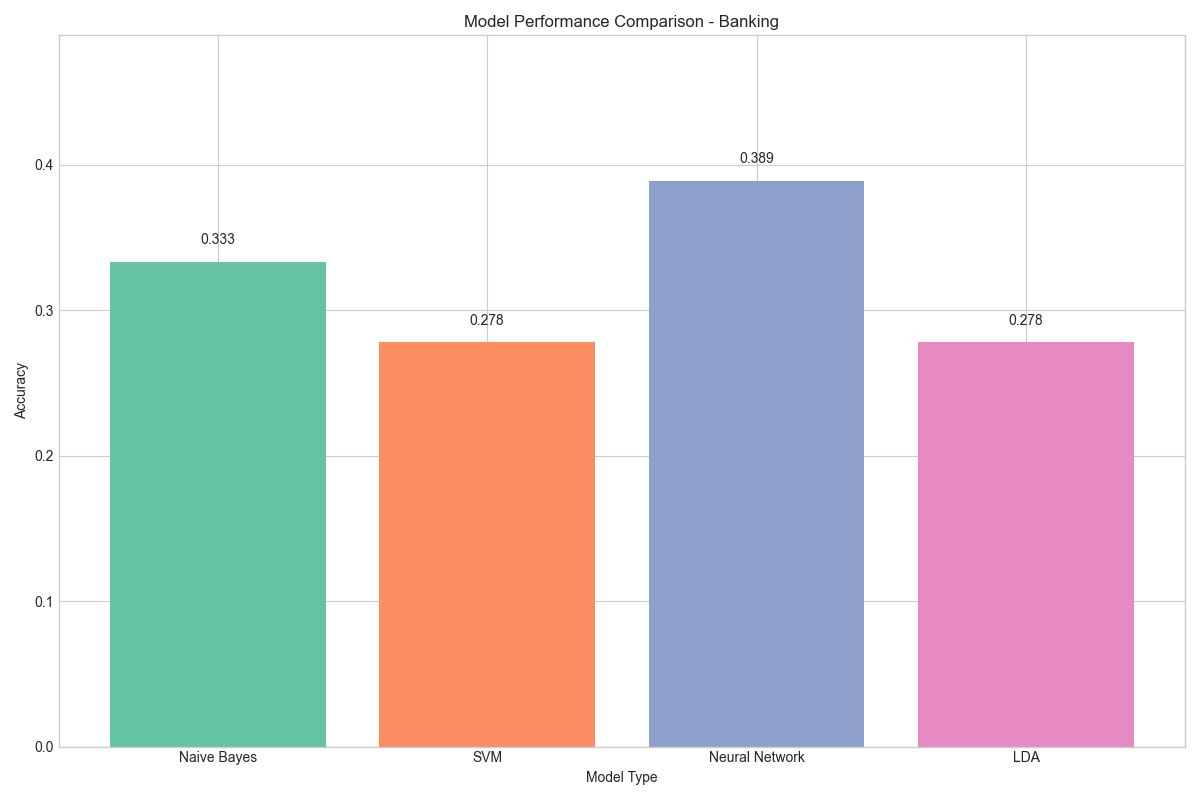 Model Performance Comparison - Banking
0.4
0.3
0.2
0.1
0.0
Accuracy
0.333
0.278
0.389
0.278
Naive Bayes
SVM
Neural Network
LDA
Model Type